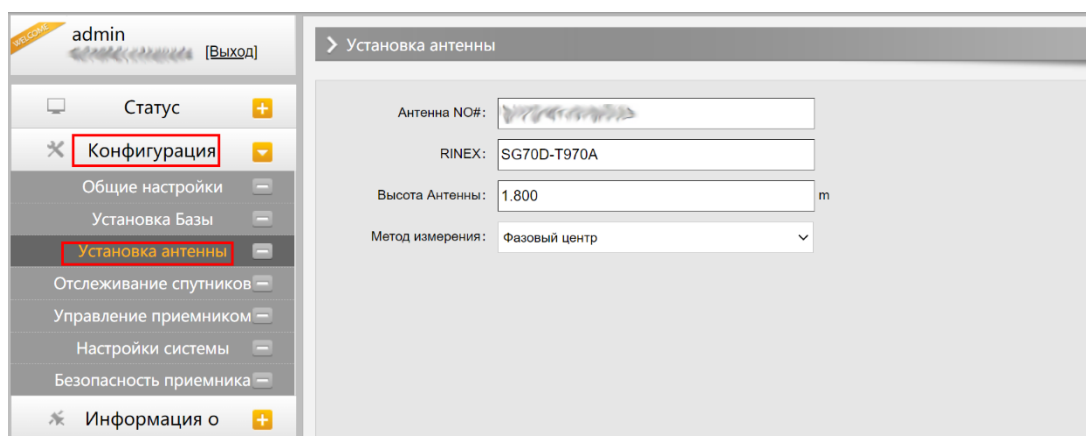 WELCOME
admin
[Выход]
Статус
Конфигурация
Общие настройки
Установка Базы
Установка антенны
Отслеживание спутников
Управление приемником
Настройки системы
Безопасность приемника
Информация о
Установка антенны
Антенна NO#:
RINEX: SG70D-T970A
Высота Антенны: 1.800 m
Метод измерения: Фазовый центр